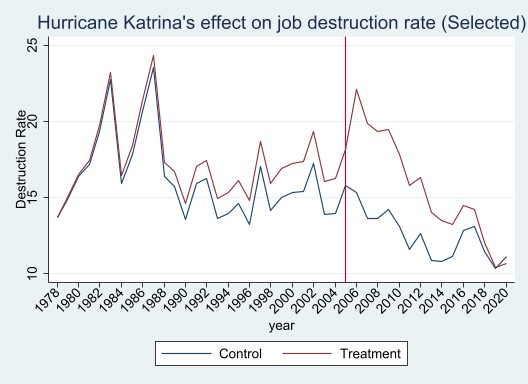 Hurricane Katrina's effect on job destruction rate (Selected)
25
20
15
10
Destruction Rate
1978 1980 1982 1984 1986 1988 1990 1992 1994 1996 1998 2000 2002 2004 2006 2008 2010 2012 2014 2016 2018 2020
year
Control Treatment